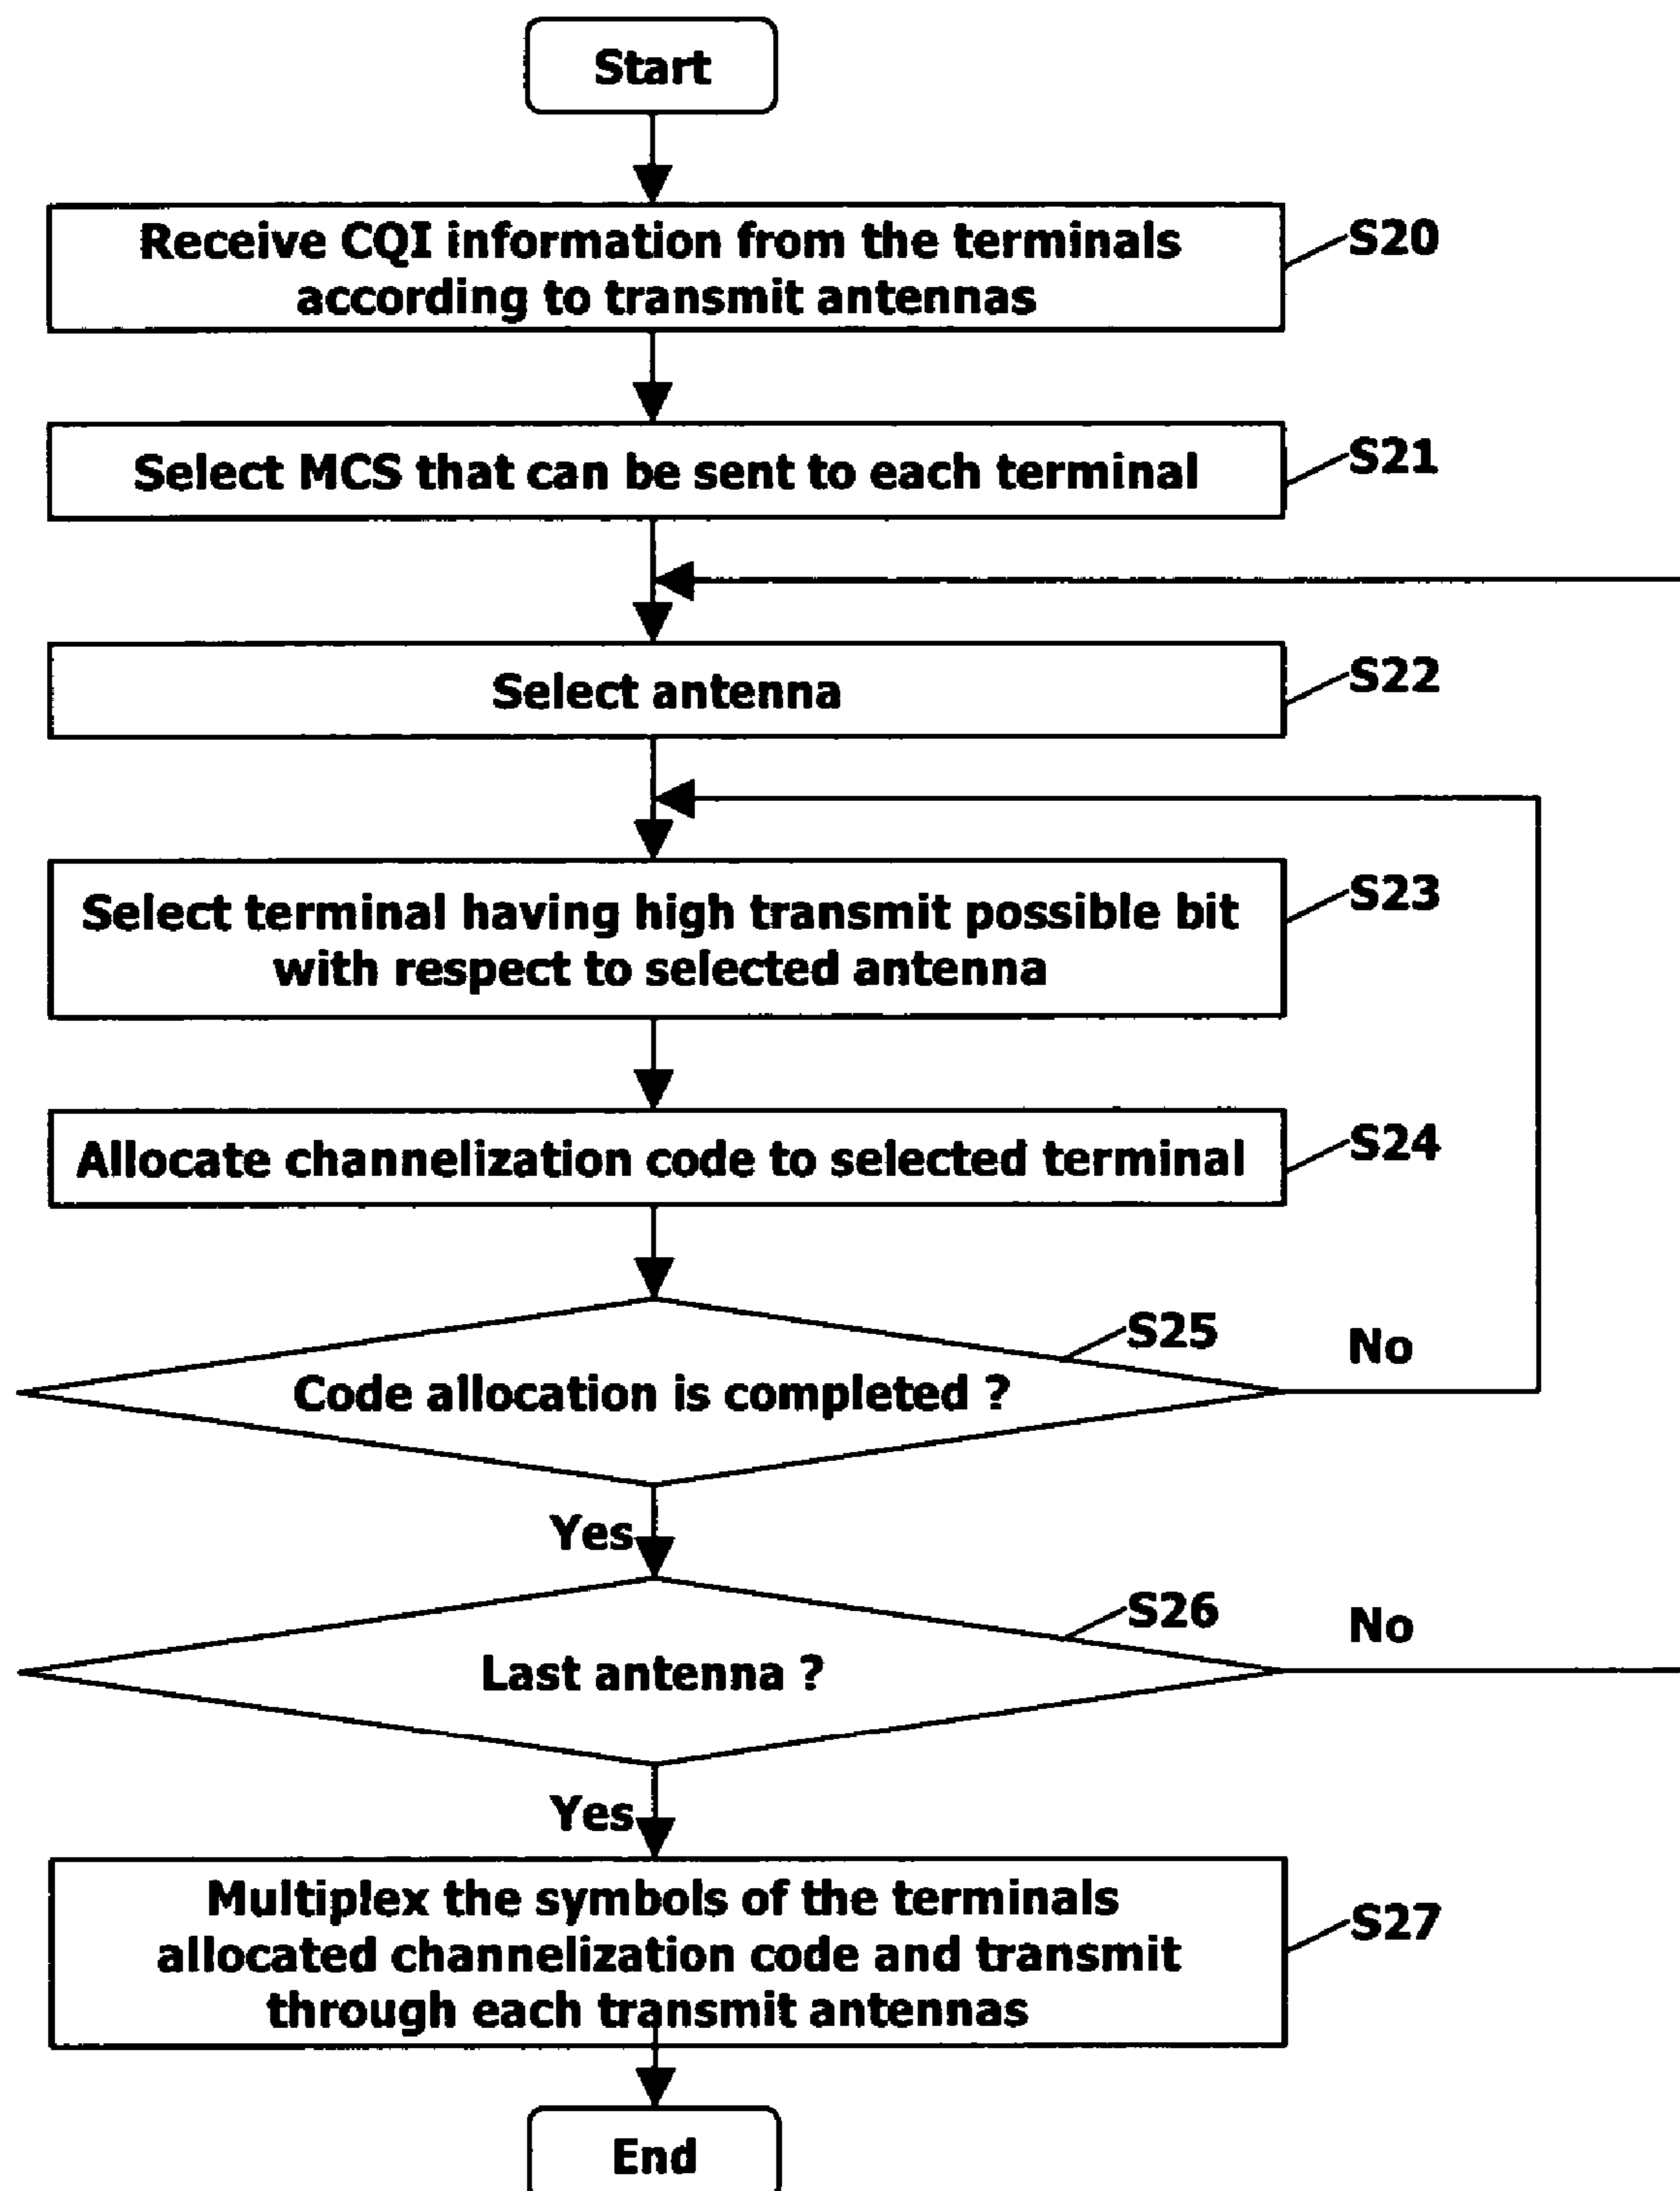 Start
Receive CQI information from the terminals
according to transmit antennas
S20
Select MCS that can be sent to each terminal
S21
Select antenna
S22
Select terminal having high transmit possible bit
with respect to selected antenna
S23
Allocate channelization code to selected terminal
S24
Code allocation is completed ?
S25
No
Yes
Last antenna ?
S26
No
Yes
Multiplex the symbols of the terminals
allocated channelization code and transmit
through each transmit antennas
S27
End